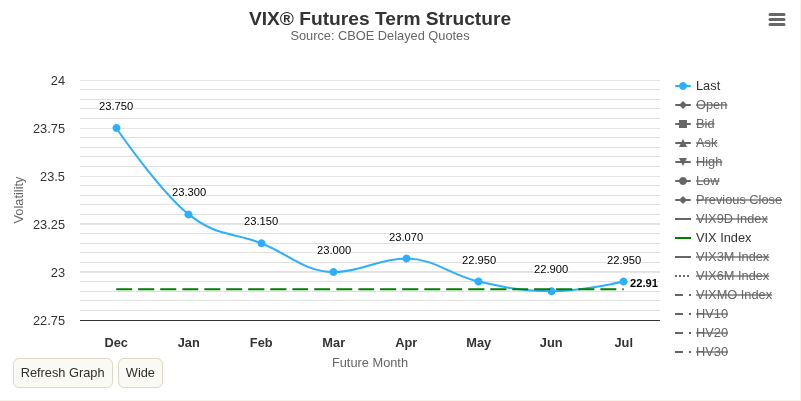 VIX® Futures Term Structure
Source: CBOE Delayed Quotes
Volatility
24
23.75
23.5
23.25
23
22.75
23.750
23.300
23.150
23.000
23.070
22.950
22.900
22.950
22.91
Dec Jan Feb Mar Apr May Jun Jul
Future Month
Last
Open
Bid
Ask
High
Low
Previous Close
VIX9D Index
VIX Index
VIX3M Index
VIX6M Index
VIXMO Index
HV10
HV20
HV30
Refresh Graph Wide